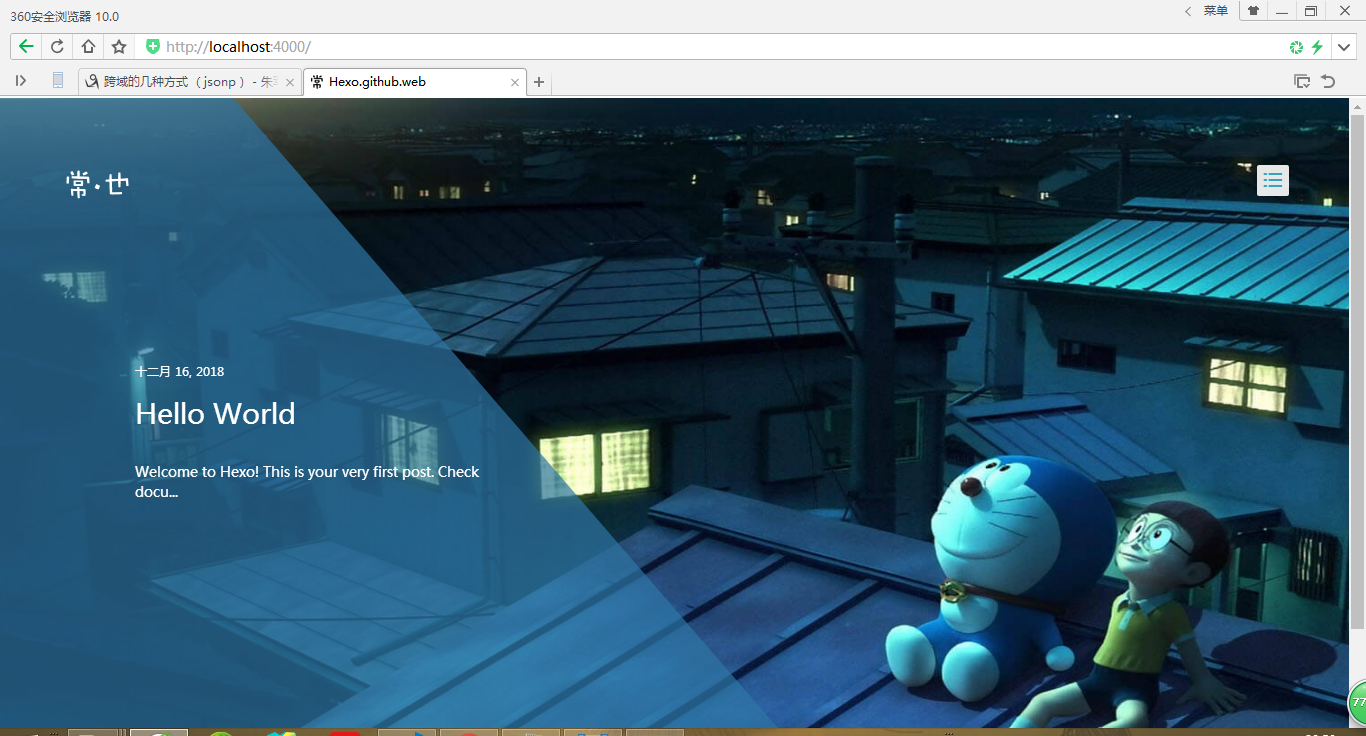 360安全浏览器 10.0
菜单
http://localhost:4000/
跨域的几种方式（jsonp）- 朱
Hexo.github.web
常·也
十二月 16, 2018
Hello World
Welcome to Hexo! This is your very first post. Check
docu...
77